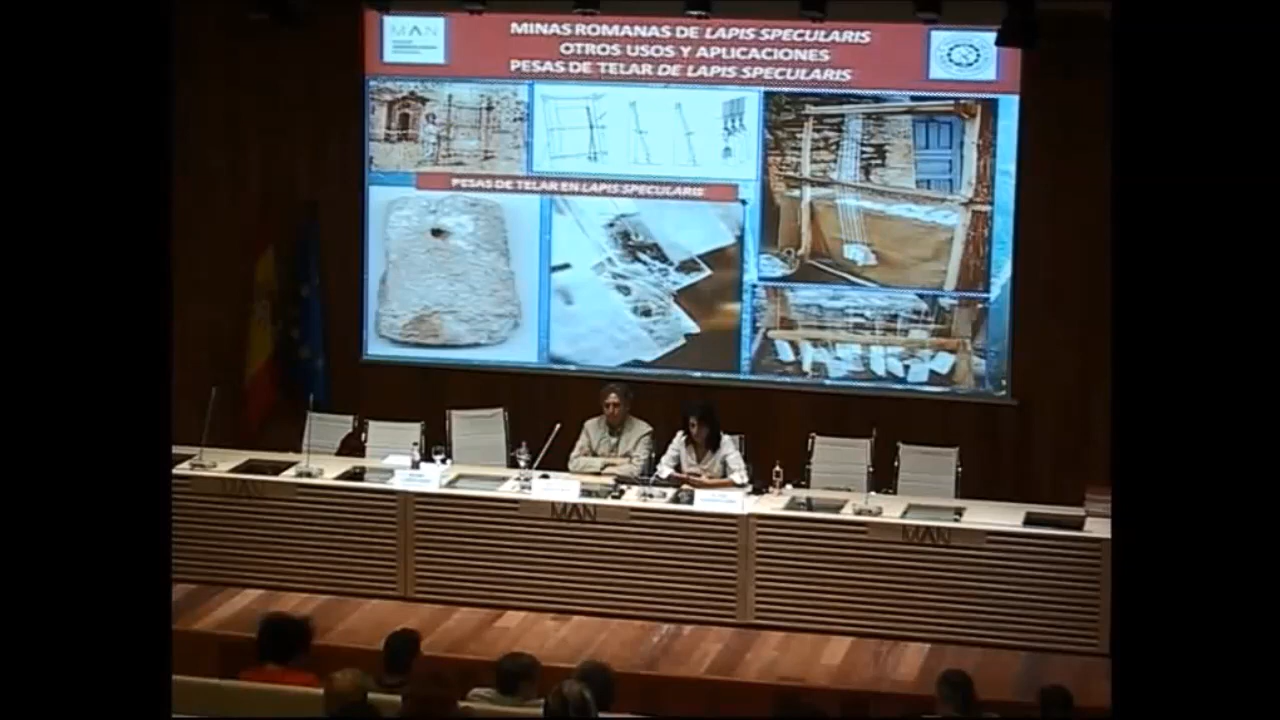 MAN
MINAS ROMANAS DE LAPIS SPECULARIS
OTROS USOS Y APLICACIONES
PESAS DE TELAR DE LAPIS SPECULARIS
PESAS DE TELAR EN LAPIS SPECULARIS
MAN
MAN
MAN